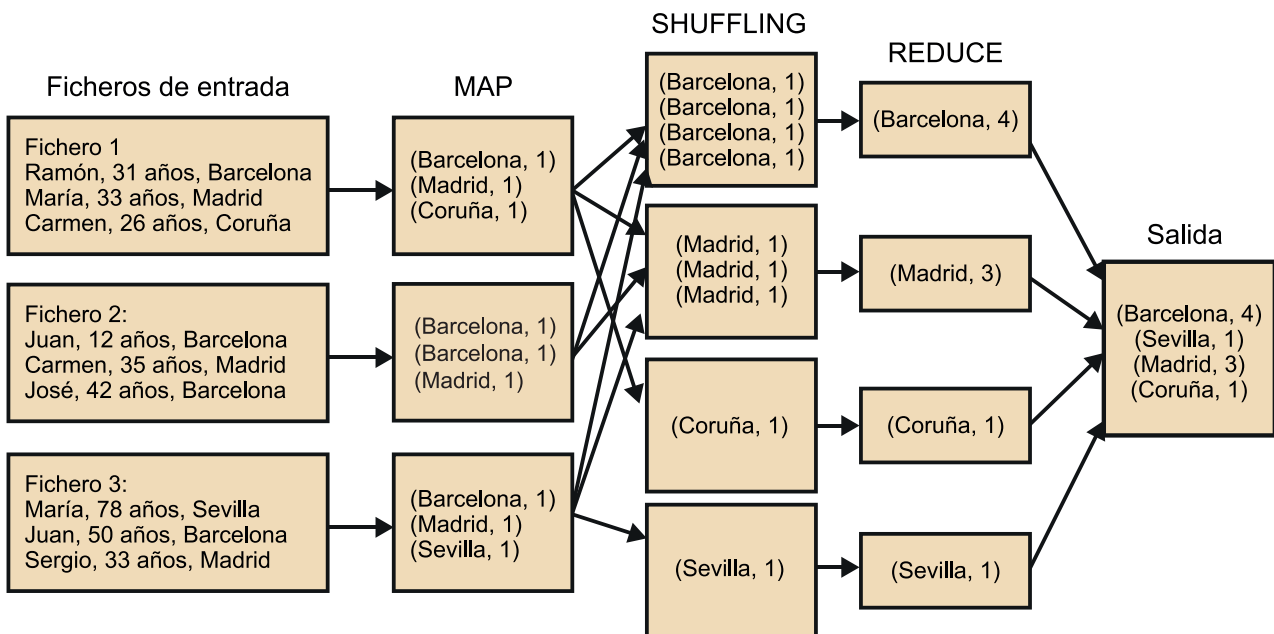 Ficheros de entrada
Fichero 1
Ramón, 31 años, Barcelona
María, 33 años, Madrid
Carmen, 26 años, Coruña
Fichero 2:
Juan, 12 años, Barcelona
Carmen, 35 años, Madrid
José, 42 años, Barcelona
Fichero 3:
María, 78 años, Sevilla
Juan, 50 años, Barcelona
Sergio, 33 años, Madrid
MAP
(Barcelona, 1)
(Madrid, 1)
(Coruña, 1)
(Barcelona, 1)
(Barcelona, 1)
(Madrid, 1)
(Barcelona, 1)
(Madrid, 1)
(Sevilla, 1)
SHUFFLING
(Barcelona, 1)
(Barcelona, 1)
(Barcelona, 1)
(Barcelona, 1)
(Madrid, 1)
(Madrid, 1)
(Madrid, 1)
(Coruña, 1)
(Sevilla, 1)
REDUCE
(Barcelona, 4)
(Madrid, 3)
(Coruña, 1)
(Sevilla, 1)
Salida
(Barcelona, 4)
(Sevilla, 1)
(Madrid, 3)
(Coruña, 1)